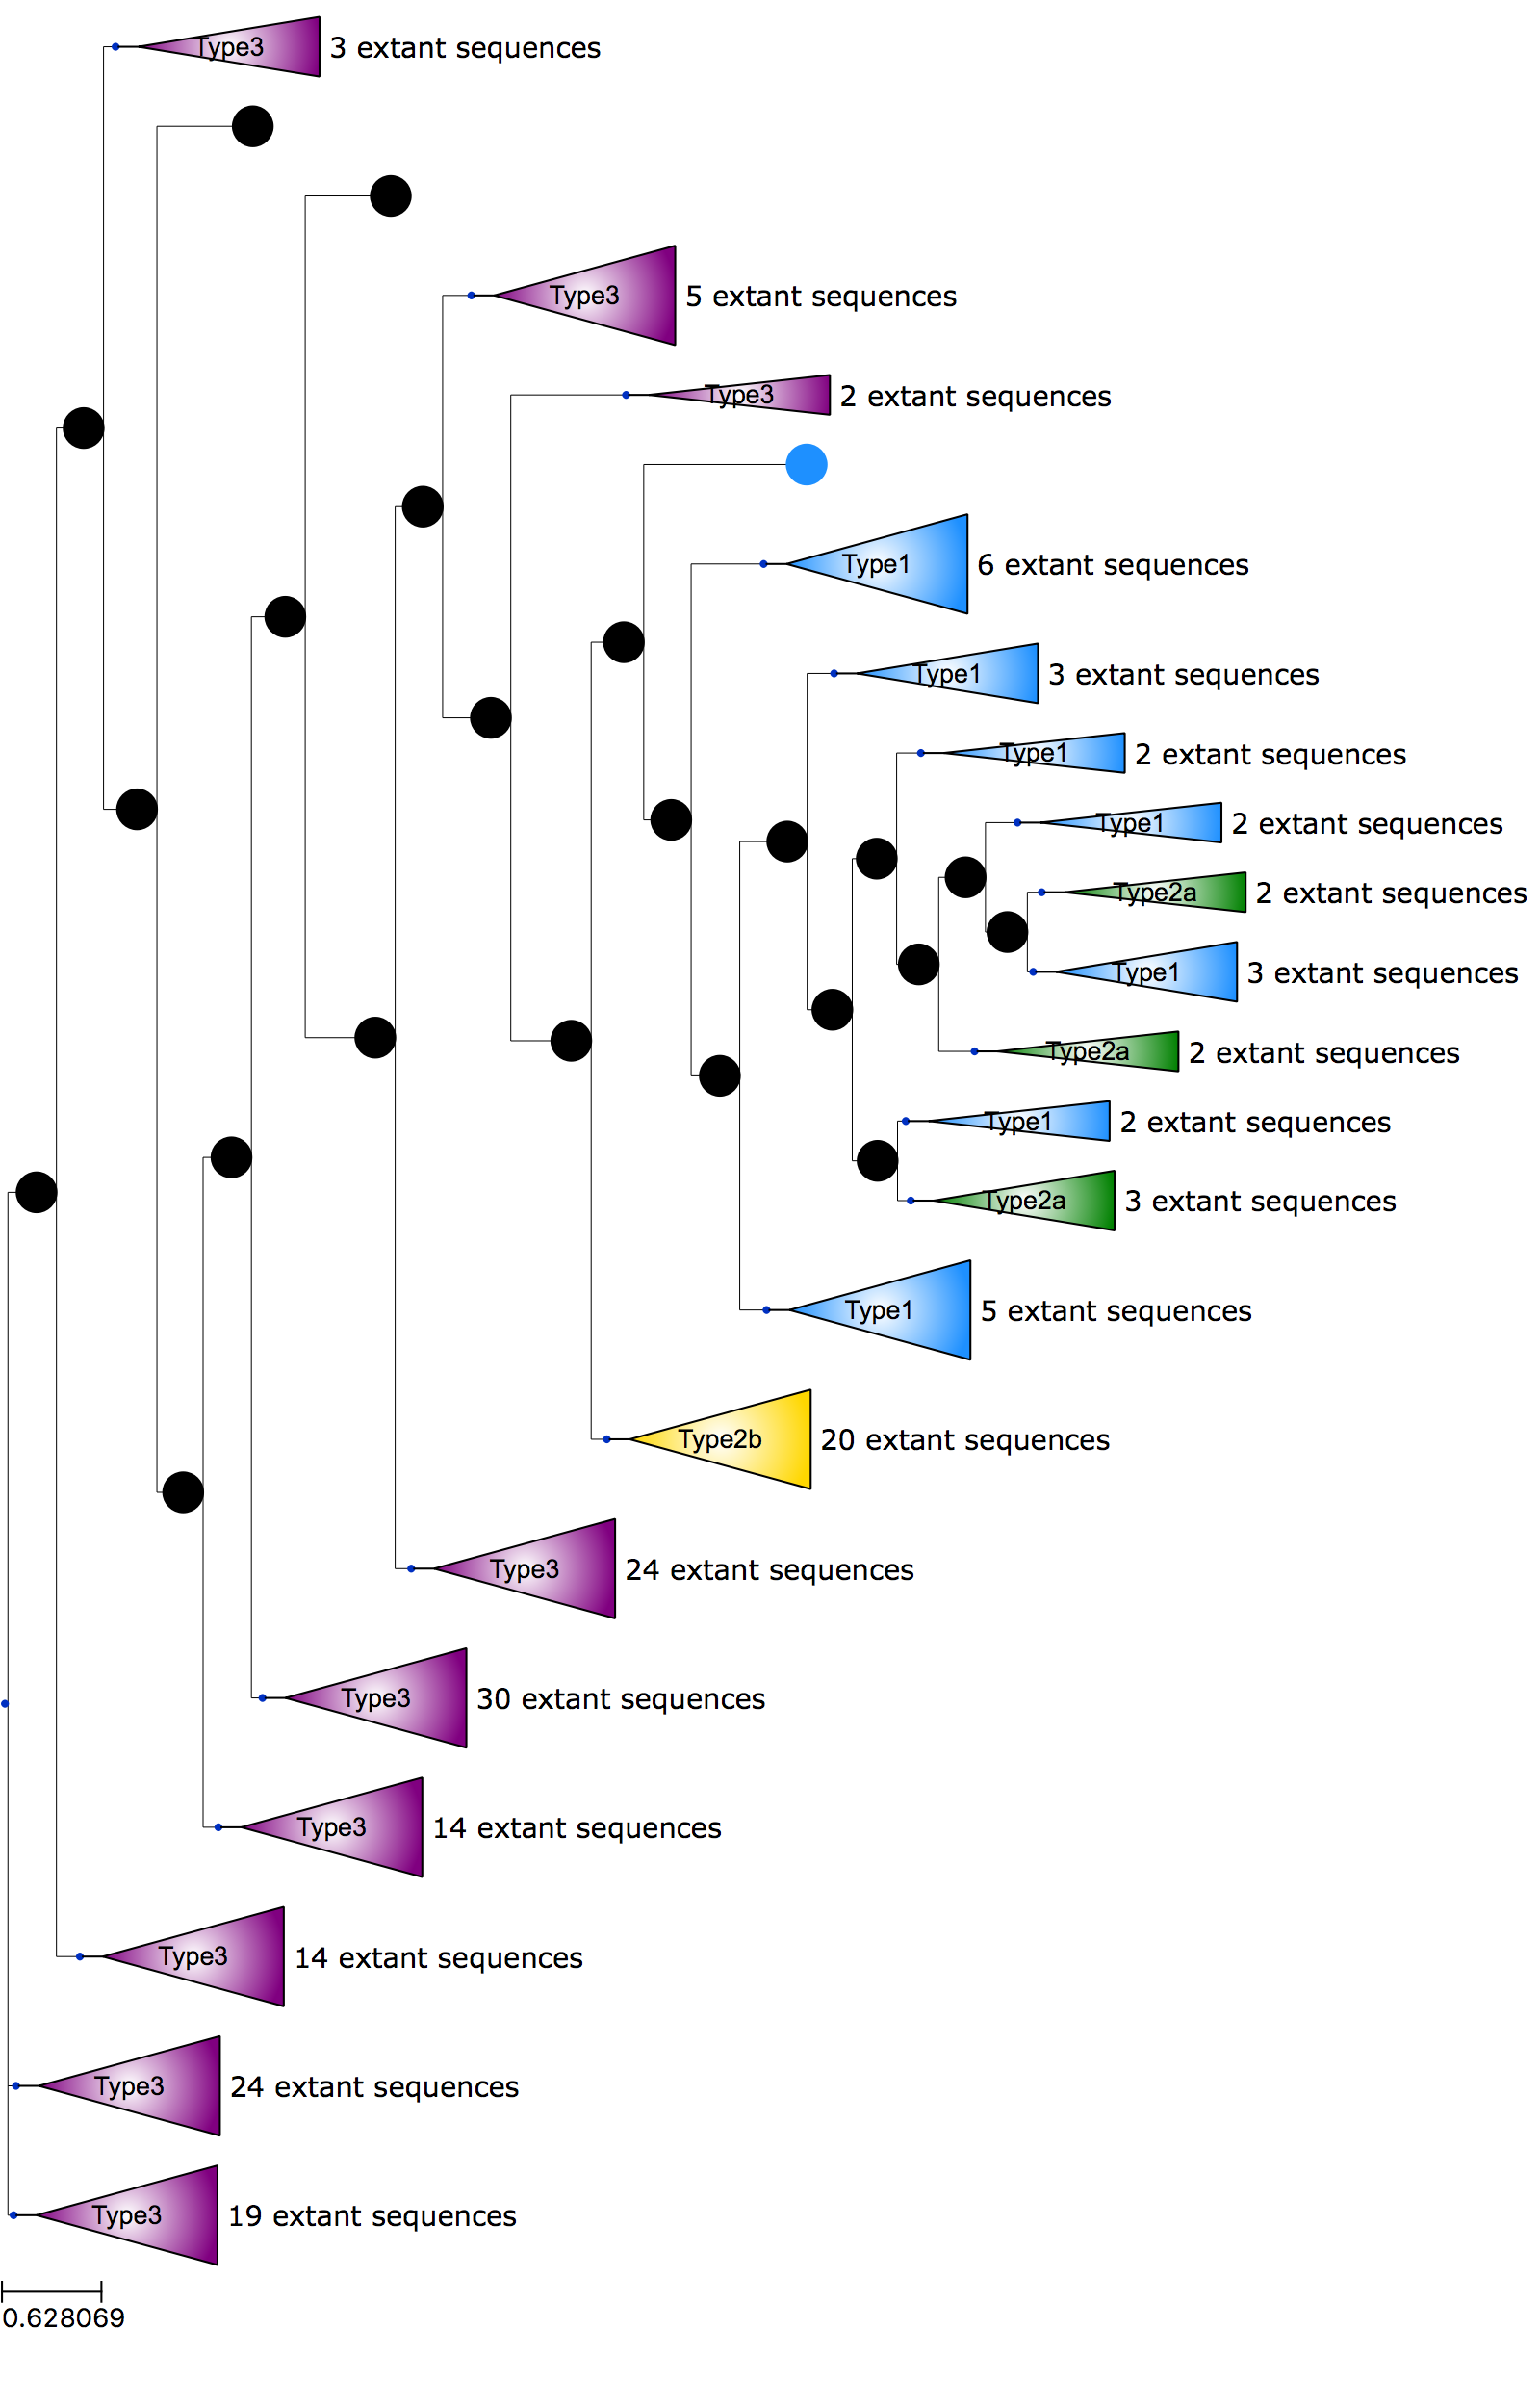 Type3 3 extant sequences
Type3 5 extant sequences
Type3 2 extant sequences
Type1 6 extant sequences
Type1 3 extant sequences
Type1 2 extant sequences
Type1 2 extant sequences
Type2a 2 extant sequences
Type1 3 extant sequences
Type2a 2 extant sequences
Type1 2 extant sequences
Type2a 3 extant sequences
Type1 5 extant sequences
Type2b 20 extant sequences
Type3 24 extant sequences
Type3 30 extant sequences
Type3 14 extant sequences
Type3 14 extant sequences
Type3 24 extant sequences
Type3 19 extant sequences
0.628069